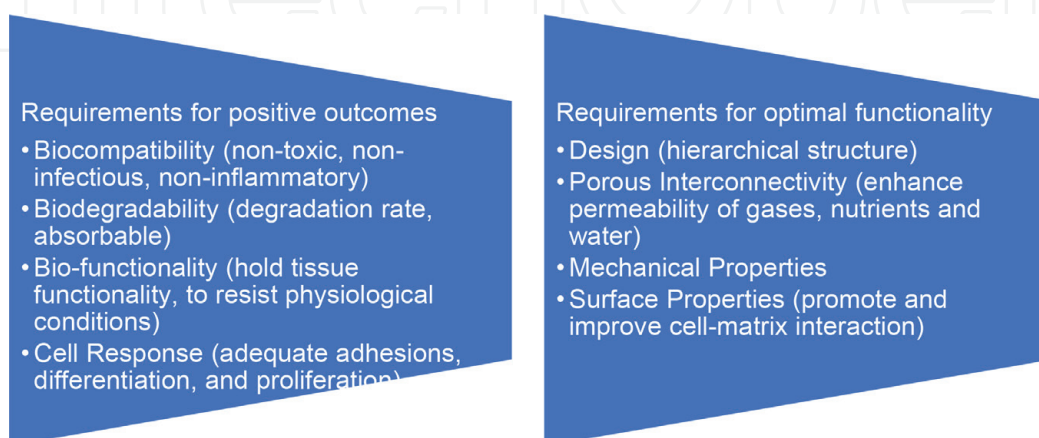 Requirements for positive outcomes
• Biocompatibility (non-toxic, non-
infectious, non-inflammatory)
• Biodegradability (degradation rate,
absorbable)
• Bio-functionality (hold tissue
functionality, to resist physiological
conditions)
• Cell Response (adequate adhesions,
differentiation, and proliferation)
Requirements for optimal functionality
• Design (hierarchical structure)
• Porous Interconnectivity (enhance
permeability of gases, nutrients and
water)
• Mechanical Properties
• Surface Properties (promote and
improve cell-matrix interaction)